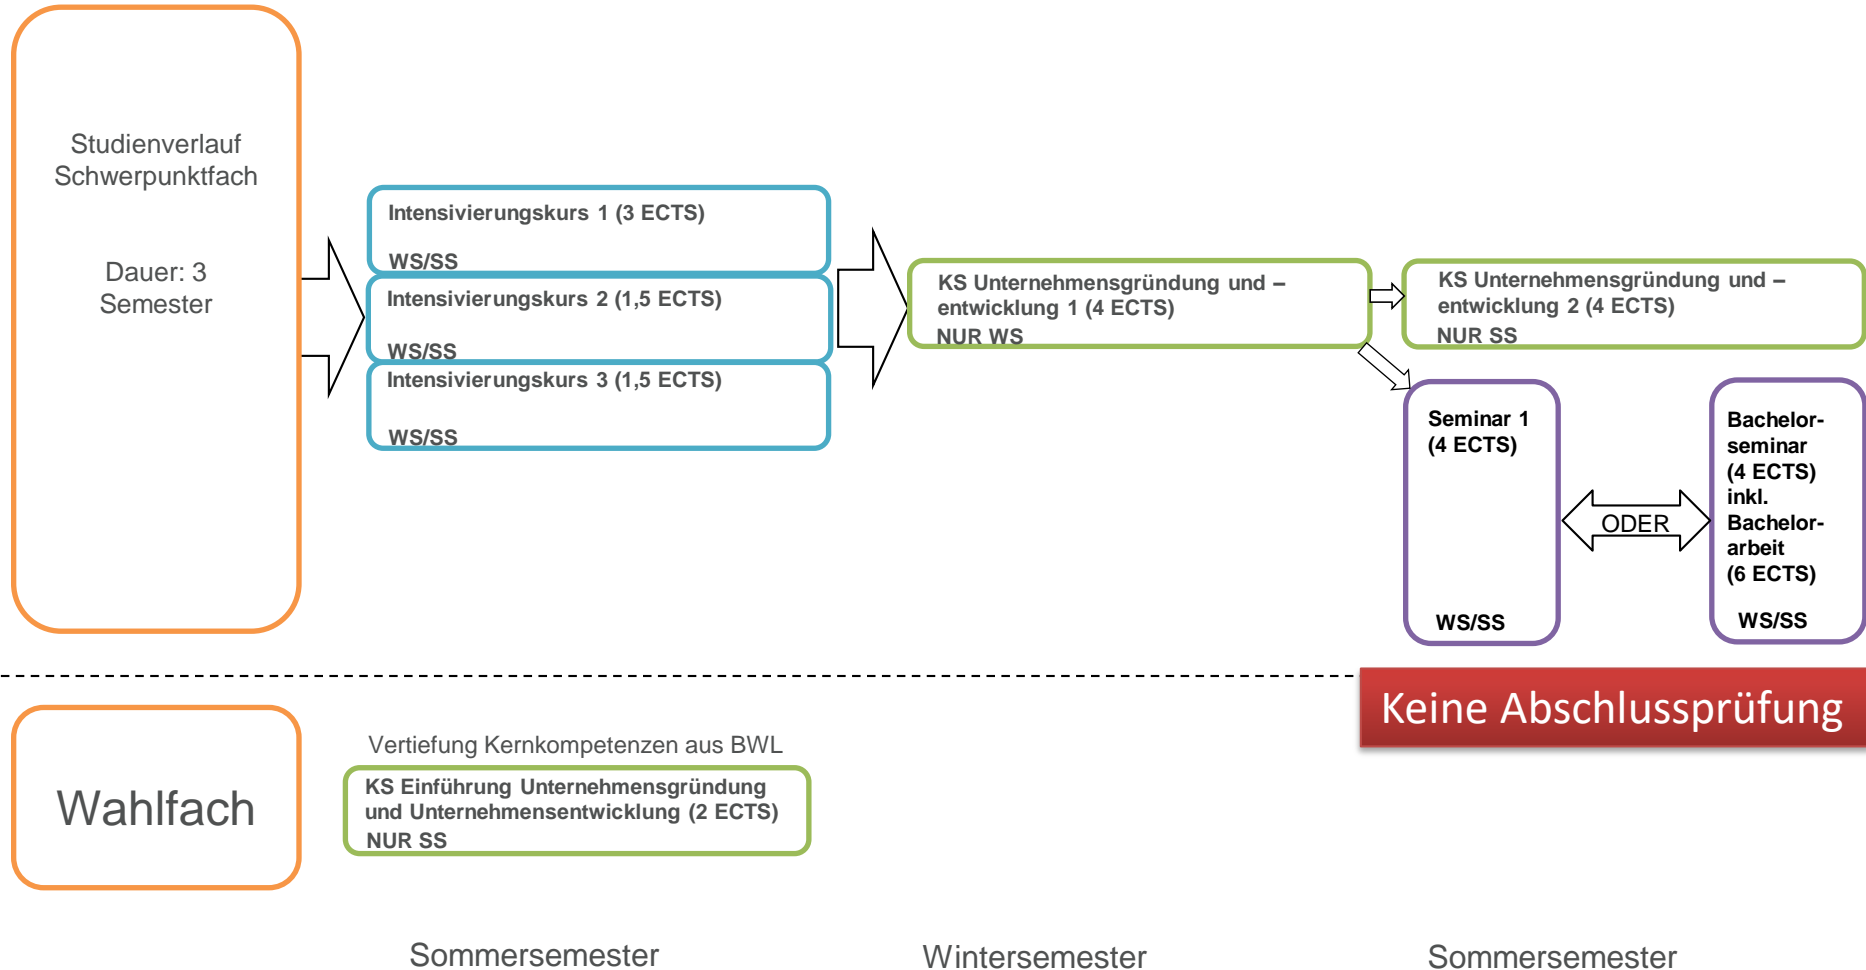 Studienverlauf
Schwerpunktfach
Dauer: 3
Semester
Intensivierungskurs 1 (3 ECTS)
WS/SS
Intensivierungskurs 2 (1,5 ECTS)
WS/SS
Intensivierungskurs 3 (1,5 ECTS)
WS/SS
KS Unternehmensgründung und –
entwicklung 1 (4 ECTS)
NUR WS
KS Unternehmensgründung und –
entwicklung 2 (4 ECTS)
NUR SS
Seminar 1
(4 ECTS)
WS/SS
ODER
Bachelor-
seminar
(4 ECTS)
inkl.
Bachelor-
arbeit
(6 ECTS)
WS/SS
Keine Abschlussprüfung
Wahlfach
Vertiefung Kernkompetenzen aus BWL
KS Einführung Unternehmensgründung
und Unternehmensentwicklung (2 ECTS)
NUR SS
Sommersemester
Wintersemester
Sommersemester